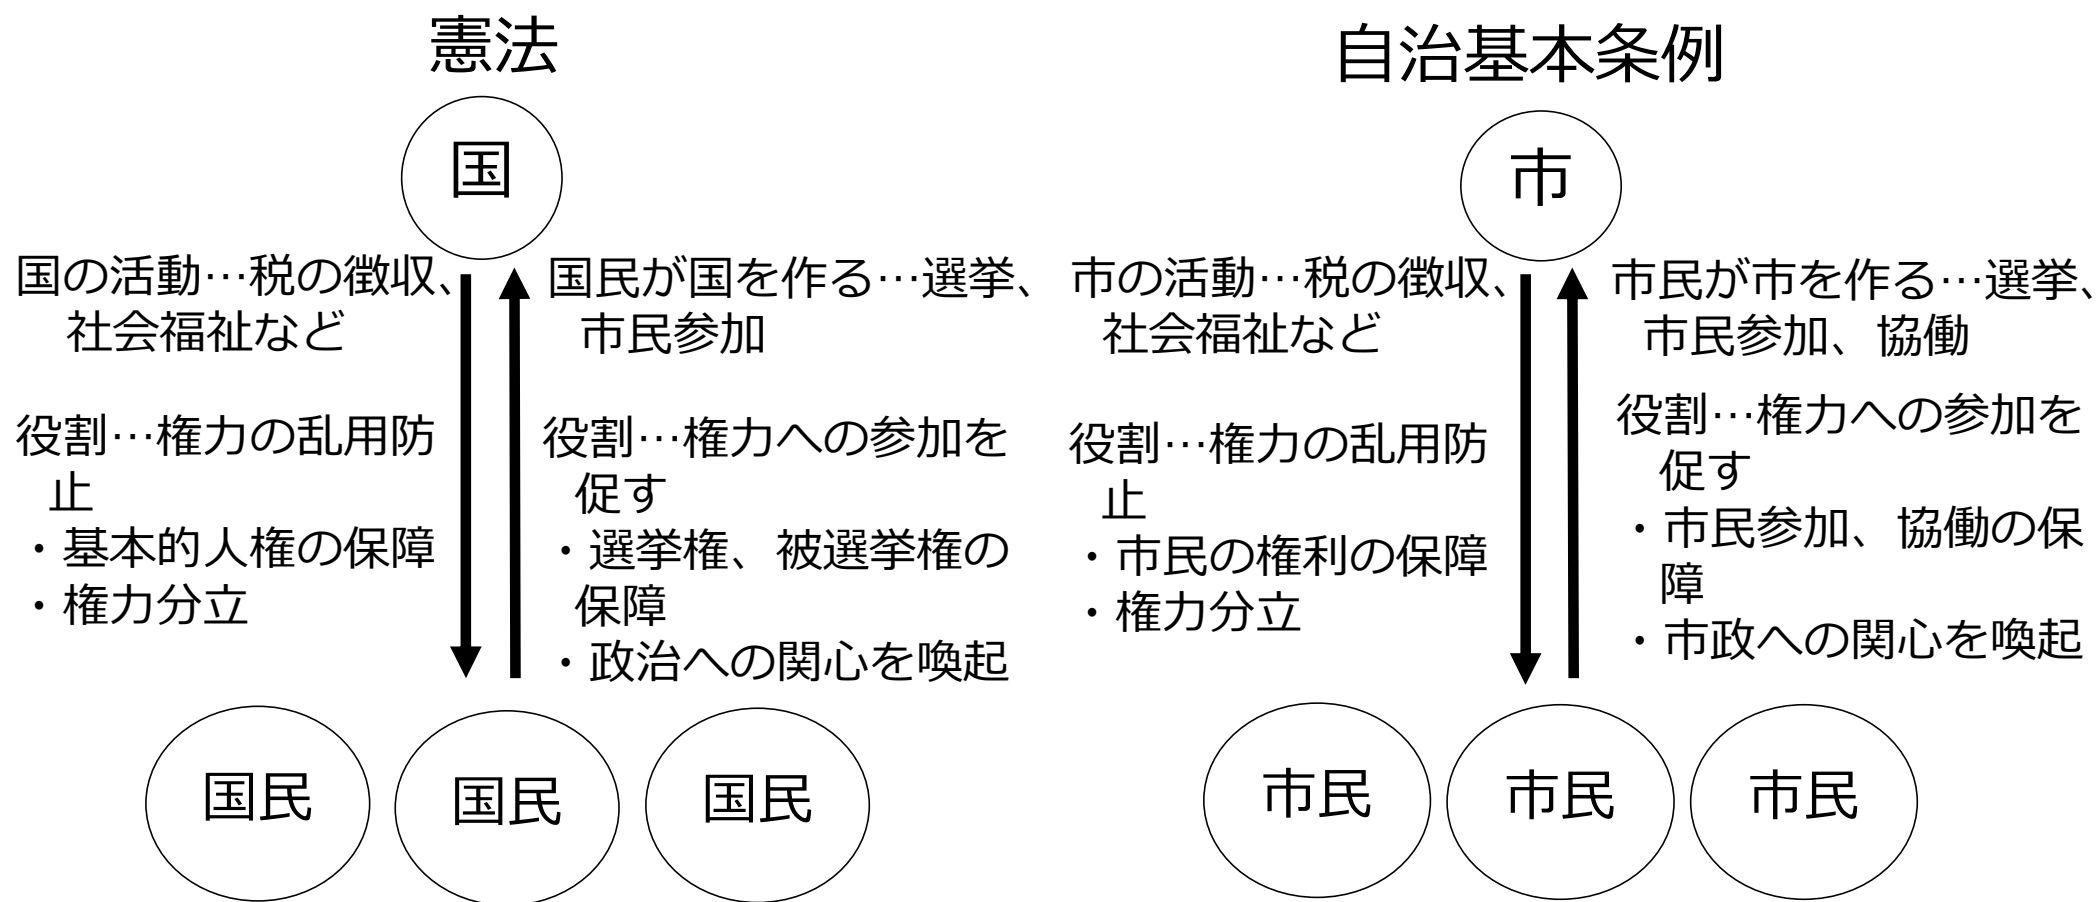 憲法
国
国の活動…税の徴収、
社会福祉など
国民が国を作る…選挙、
市民参加
役割…権力の乱用防
止
・基本的人権の保障
・権力分立
役割…権力への参加を
促す
・選挙権、被選挙権の
保障
・政治への関心を喚起
国民
国民
国民
自治基本条例
市
市の活動…税の徴収、
社会福祉など
市民が市を作る…選挙、
市民参加、協働
役割…権力の乱用防
止
・市民の権利の保障
・権力分立
役割…権力への参加を
促す
・市民参加、協働の保
障
・市政への関心を喚起
市民
市民
市民